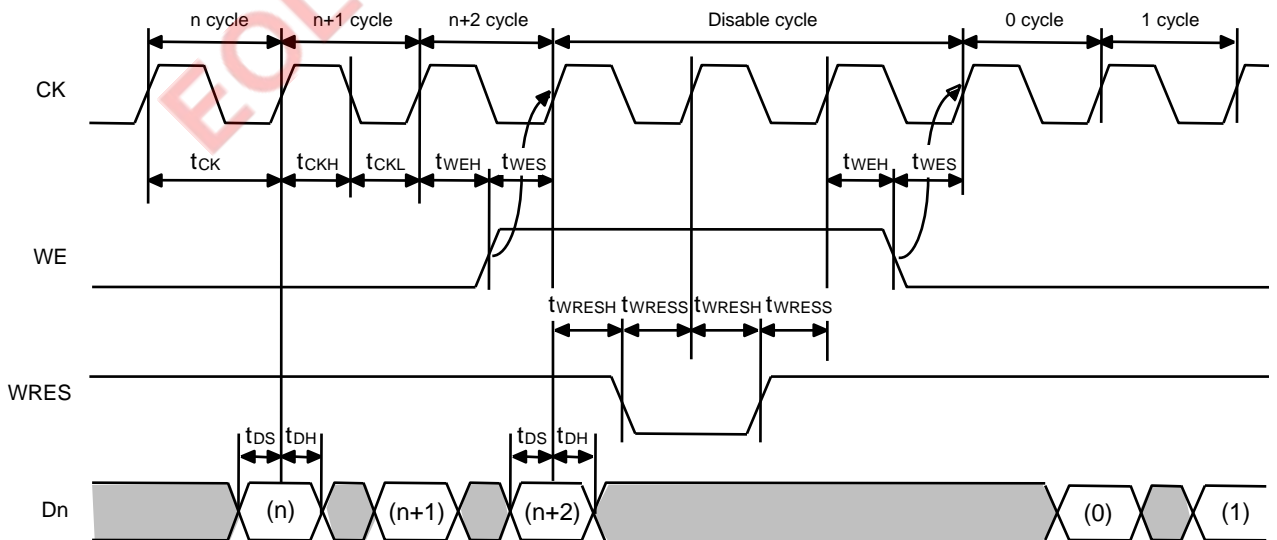 n cycle n+1 cycle n+2 cycle Disable cycle 0 cycle 1 cycle
CK
tCK tCKH tCKL tWEH tWES tWEH tWES
WE
tWRESH tWRESS tWRESH tWRESS
WRES
tDS tDH tDS tDH
Dn (n) (n+1) (n+2) (0) (1)
EOL